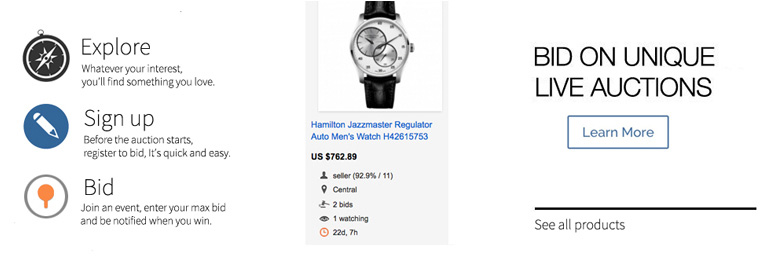 Explore
Whatever your interest,
you'll find something you love.
Sign up
Before the auction starts,
register to bid, It's quick and easy.
Bid
Join an event, enter your max bid
and be notified when you win.
Hamilton Jazzmaster Regulator
Auto Men's Watch H42615753
US $762.89
seller (92.9% / 11)
Central
2 bids
1 watching
22d, 7h
BID ON UNIQUE
LIVE AUCTIONS
Learn More
See all products